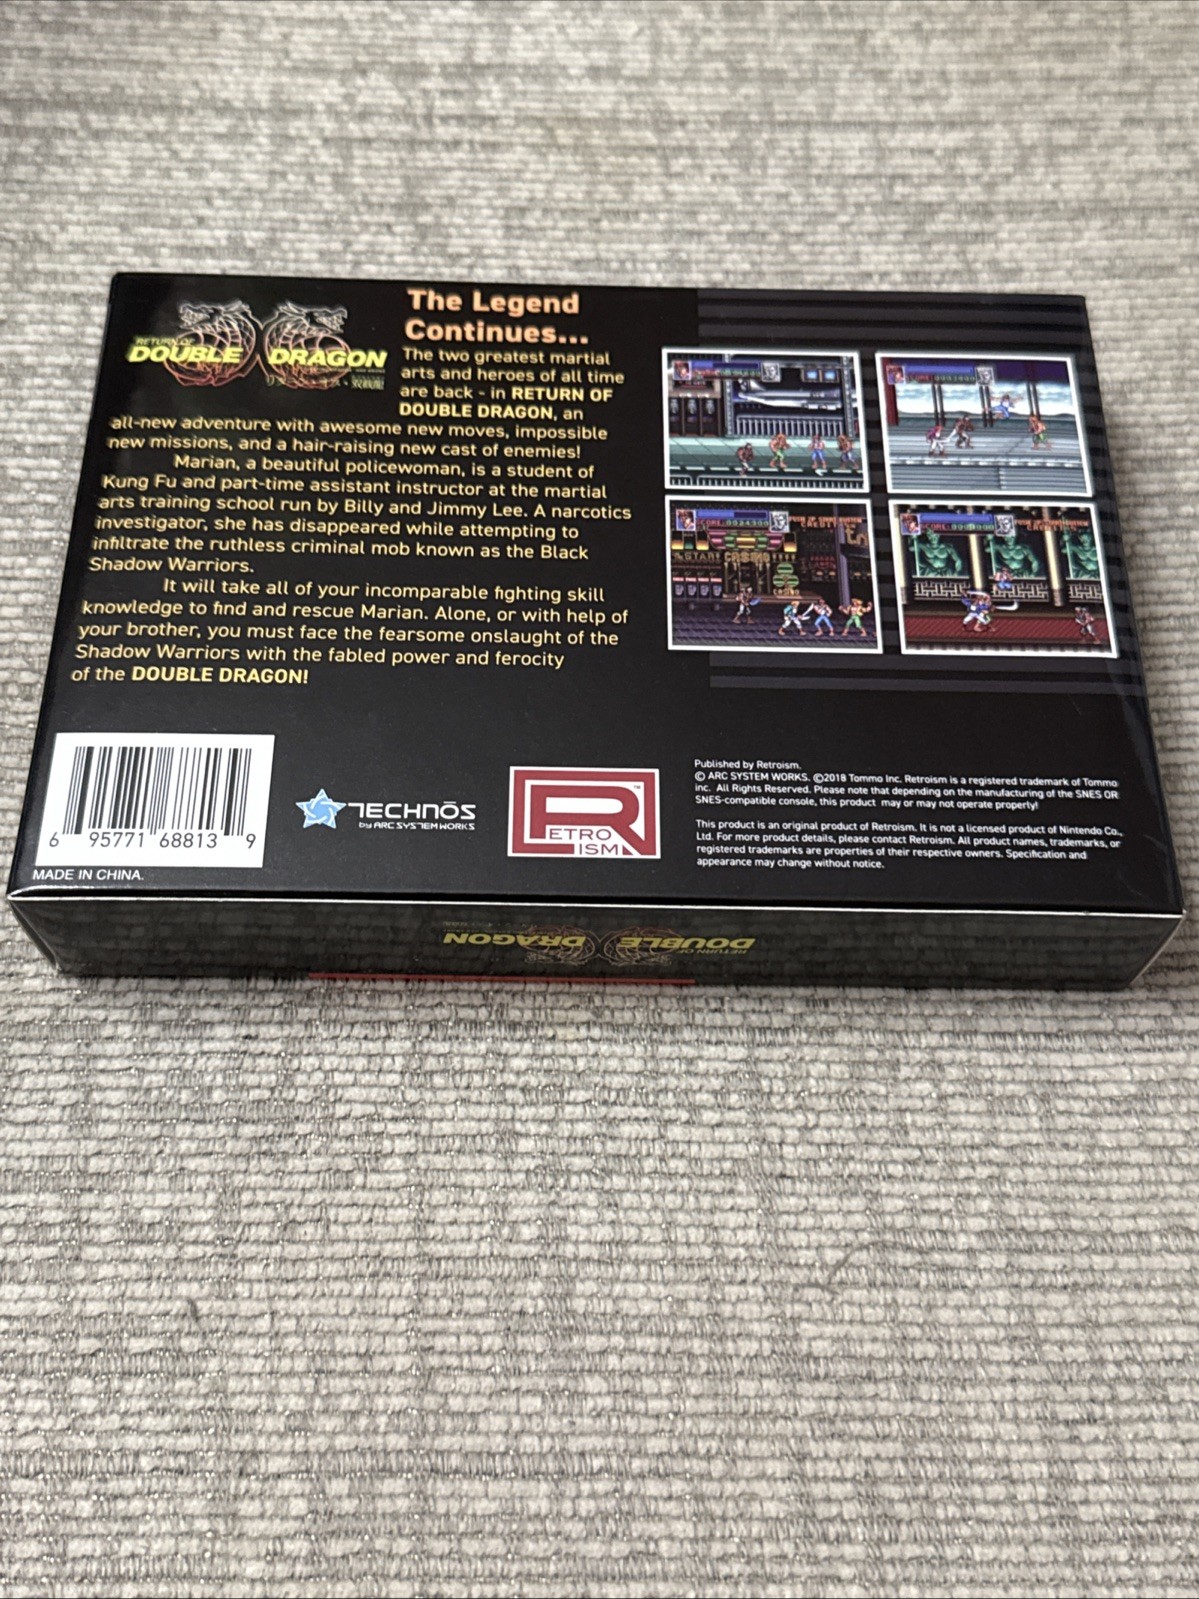 RETURN OF
DOUBLE DRAGON
The Legend
Continues...
The two greatest martial
arts and heroes of all time
are back - in RETURN OF
DOUBLE DRAGON, an
all-new adventure with awesome new moves, impossible
new missions, and a hair-raising new cast of enemies!
Marian, a beautiful policewoman, is a student of
Kung Fu and part-time assistant instructor at the martial
arts training school run by Billy and Jimmy Lee. A narcotics
investigator, she has disappeared while attempting to
infiltrate the ruthless criminal mob known as the Black
Shadow Warriors.
It will take all of your incomparable fighting skill
knowledge to find and rescue Marian. Alone, or with help of
your brother, you must face the fearsome onslaught of the
Shadow Warriors with the fabled power and ferocity
of the DOUBLE DRAGON!
CASINO
6 95771 68813 9
MADE IN CHINA.
TECHNŌS
by ARC SYSTEM WORKS
RETRO
ISM
TM
Published by Retroism.
© ARC SYSTEM WORKS. ©2018 Tommo Inc. Retroism is a registered trademark of Tommo
Inc. All Rights Reserved. Please note that depending on the manufacturing of the SNES OR
SNES-compatible console, this product may or may not operate properly!
This product is an original product of Retroism. It is not a licensed product of Nintendo Co.,
Ltd. For more product details, please contact Retroism. All product names, trademarks, or
registered trademarks are properties of their respective owners. Specification and
appearance may change without notice.
RETURN OF
DOUBLE DRAGON